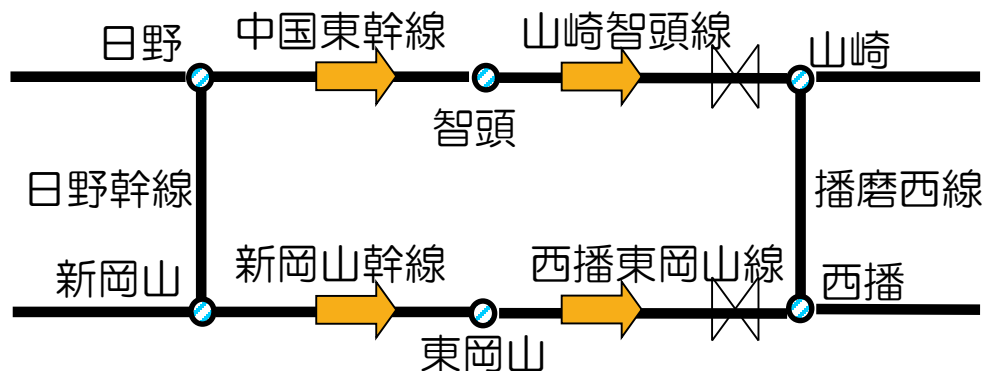 日野
中国東幹線
山崎智頭線
山崎
智頭
日野幹線
播磨西線
新岡山
新岡山幹線
西播東岡山線
西播
東岡山